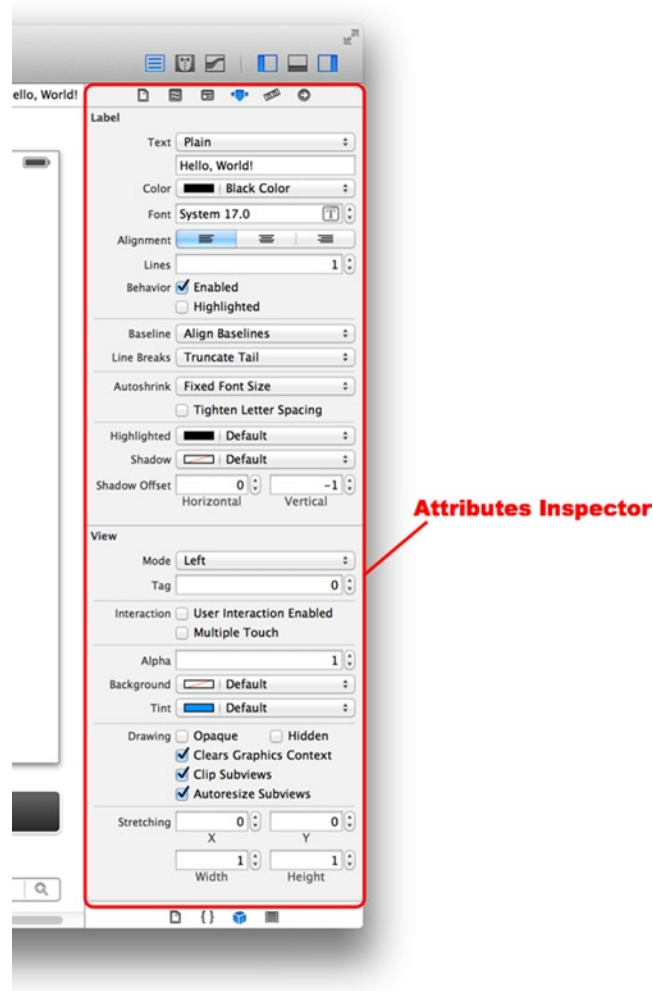 ello, World!
Label
Text Plain
Hello, World!
Color Black Color
Font System 17.0 T
Alignment
Lines 1
Behavior Enabled
Highlighted
Baseline Align Baselines
Line Breaks Truncate Tail
Autoshrink Fixed Font Size
Tighten Letter Spacing
Highlighted Default
Shadow Default
Shadow Offset 0 -1
Horizontal Vertical
Attributes Inspector
View
Mode Left
Tag 0
Interaction User Interaction Enabled
Multiple Touch
Alpha 1
Background Default
Tint Default
Drawing Opaque Hidden
Clears Graphics Context
Clip Subviews
Autoresize Subviews
Stretching 0 0
X Y
1 1
Width Height
{ }